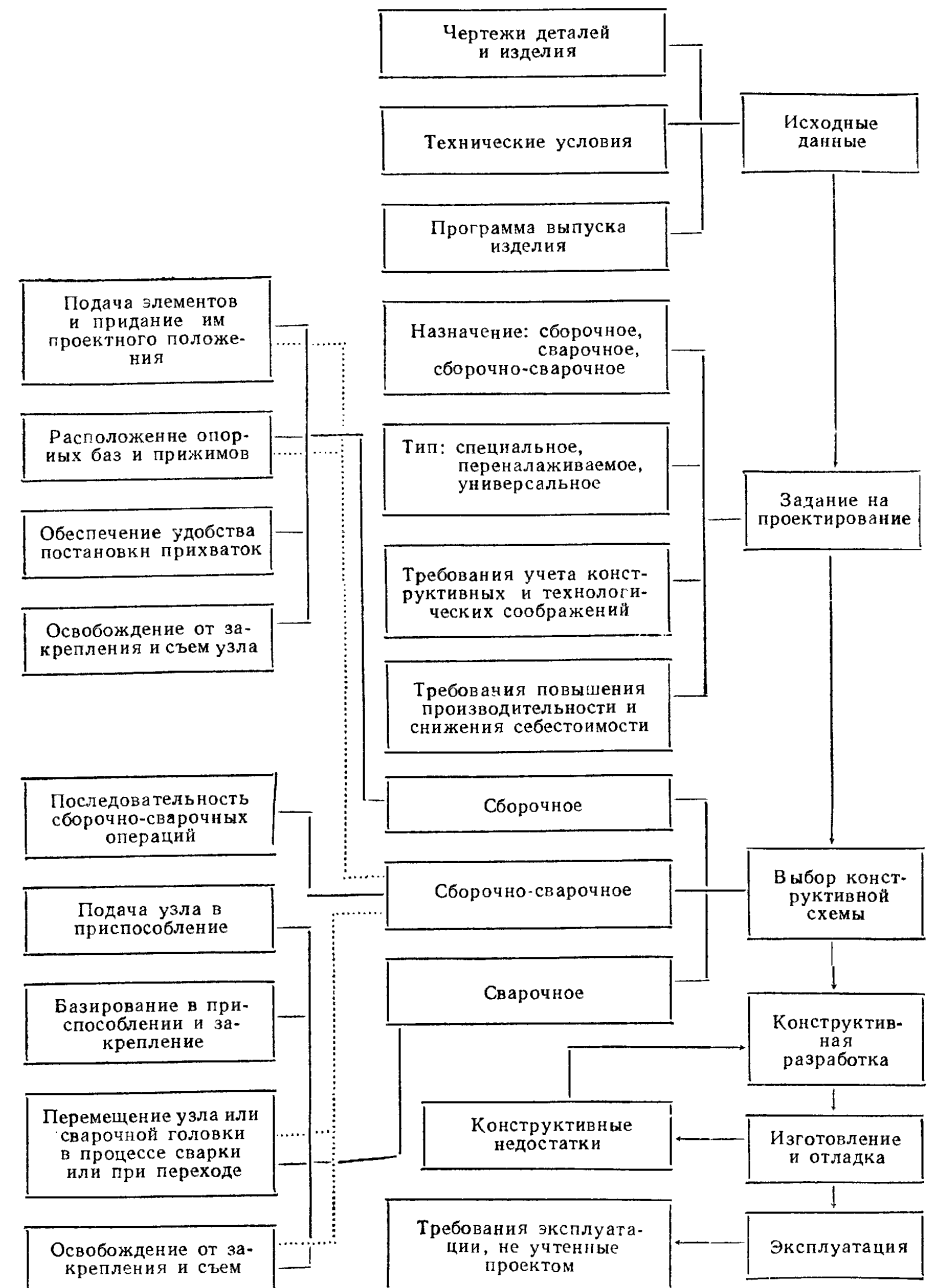 Чертежи деталей
и изделия
Технические условия
Исходные
данные
Программа выпуска
изделия
Подача элементов
и придание им
проектного положе-
ния
Назначение: сборочное,
сварочное,
сборочно-сварочное
Расположение опор-
ных баз и прижимов
Тип: специальное,
переналаживаемое,
универсальное
Задание на
проектирование
Обеспечение удобства
постановки прихваток
Требования учета конст-
руктивных и технологи-
ческих соображений
Освобождение от за-
крепления и съем узла
Требования повышения
производительности и
снижения себестоимости
Последовательность
сборочно-сварочных
операций
Сборочное
Сборочно-сварочное
Выбор конст-
руктивной
схемы
Подача узла в
приспособление
Сварочное
Базирование в при-
способлении и за-
крепление
Конструктив-
ная
разработка
Перемещение узла или
сварочной головки
в процессе сварки
или при переходе
Конструктивные
недостатки
Изготовление
и отладка
Освобождение от за-
крепления и съем
Требования эксплуата-
ции, не учтенные
проектом
Эксплуатация